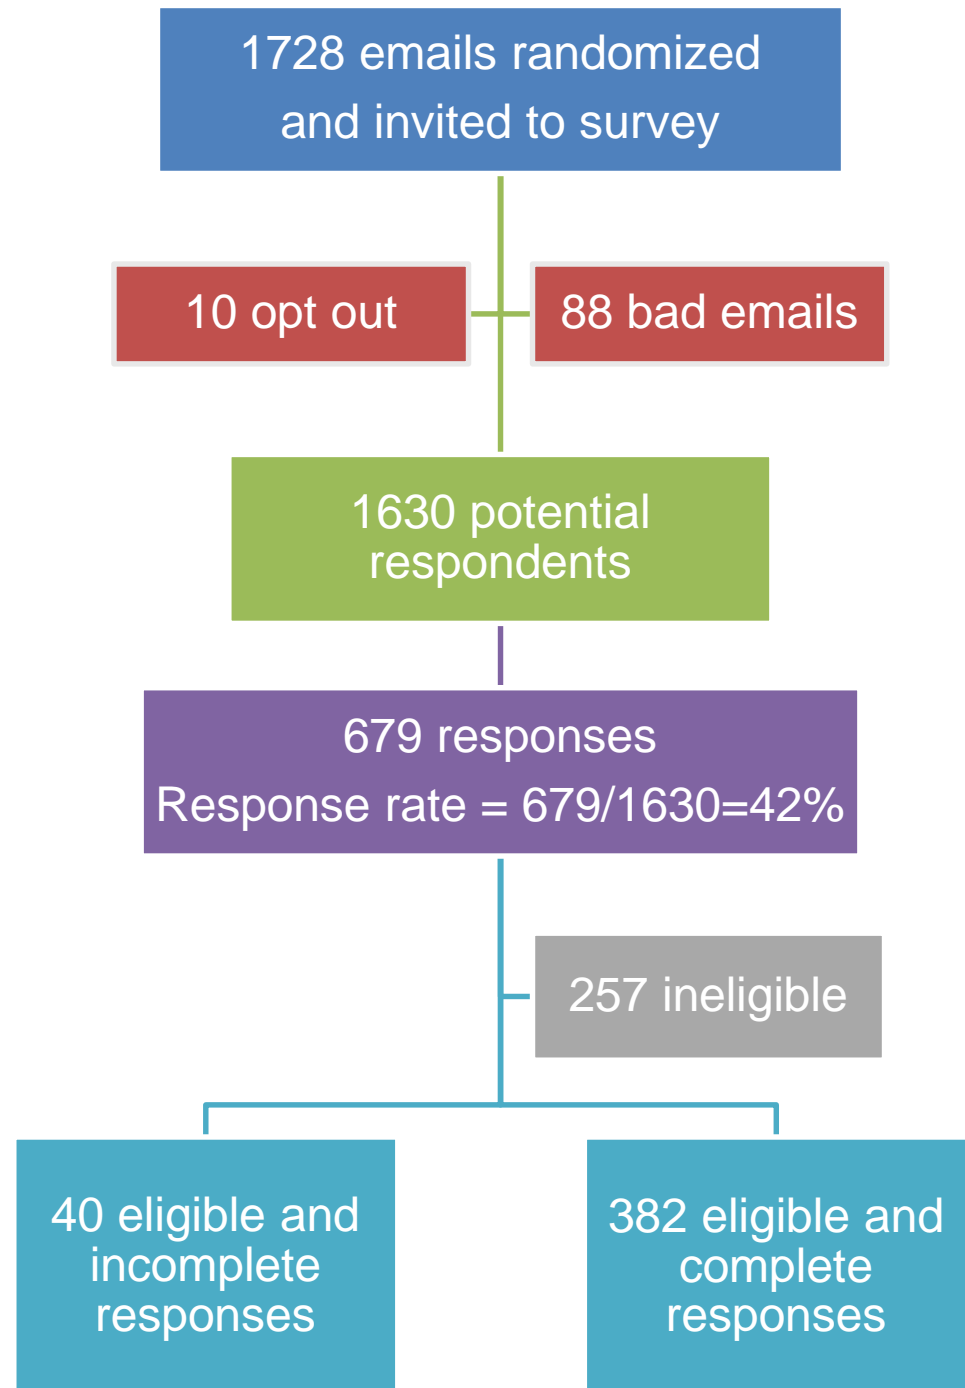 1728 emails randomized
and invited to survey
10 opt out
88 bad emails
1630 potential
respondents
679 responses
Response rate = 679/1630=42%
257 ineligible
40 eligible and
incomplete
responses
382 eligible and
complete
responses